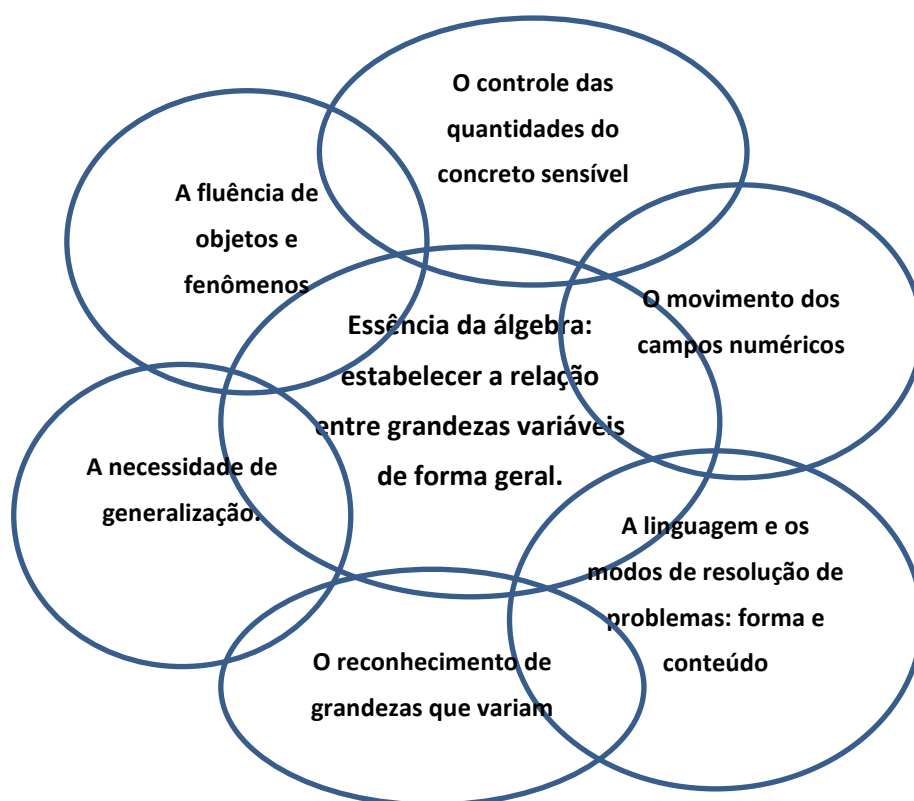 O controle das
quantidades do
concreto sensível
A fluência de
objetos e
fenômenos
O movimento dos
campos numéricos
Essência da álgebra:
estabelecer a relação
entre grandezas variáveis
de forma geral.
A necessidade de
generalização.
A linguagem e os
modos de resolução de
problemas: forma e
conteúdo
O reconhecimento de
grandezas que variam